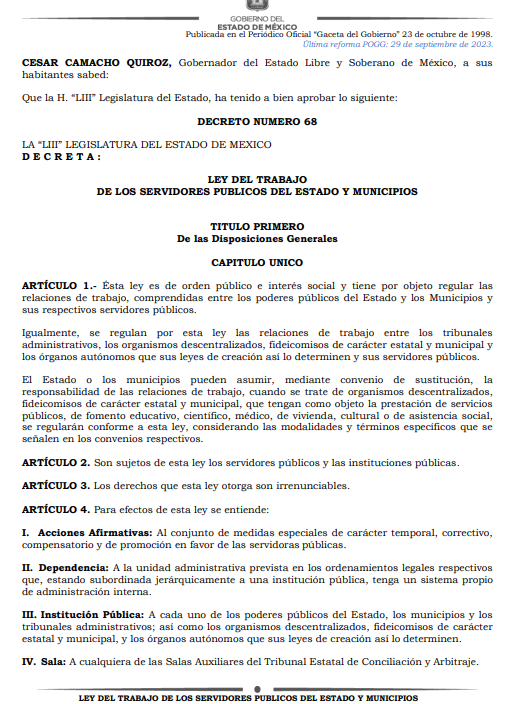 GOBIERNO DEL
ESTADO DE MÉXICO
Publicada en el Periódico Oficial “Gaceta del Gobierno” 23 de octubre de 1998.
Última reforma POGG: 29 de septiembre de 2023.
CESAR CAMACHO QUIROZ, Gobernador del Estado Libre y Soberano de México, a sus
habitantes sabed:
Que la H. “LIII” Legislatura del Estado, ha tenido a bien aprobar lo siguiente:
DECRETO NUMERO 68
LA “LIII” LEGISLATURA DEL ESTADO DE MEXICO
D E C R E T A :
LEY DEL TRABAJO
DE LOS SERVIDORES PUBLICOS DEL ESTADO Y MUNICIPIOS
TITULO PRIMERO
De las Disposiciones Generales
CAPITULO UNICO
ARTÍCULO 1.- Ésta ley es de orden público e interés social y tiene por objeto regular las
relaciones de trabajo, comprendidas entre los poderes públicos del Estado y los Municipios y
sus respectivos servidores públicos.
Igualmente, se regulan por esta ley las relaciones de trabajo entre los tribunales
administrativos, los organismos descentralizados, fideicomisos de carácter estatal y municipal y
los órganos autónomos que sus leyes de creación así lo determinen y sus servidores públicos.
El Estado o los municipios pueden asumir, mediante convenio de sustitución, la
responsabilidad de las relaciones de trabajo, cuando se trate de organismos descentralizados,
fideicomisos de carácter estatal y municipal, que tengan como objeto la prestación de servicios
públicos, de fomento educativo, científico, médico, de vivienda, cultural o de asistencia social,
se regularán conforme a esta ley, considerando las modalidades y términos específicos que se
señalen en los convenios respectivos.
ARTÍCULO 2. Son sujetos de esta ley los servidores públicos y las instituciones públicas.
ARTÍCULO 3. Los derechos que esta ley otorga son irrenunciables.
ARTÍCULO 4. Para efectos de esta ley se entiende:
I. Acciones Afirmativas: Al conjunto de medidas especiales de carácter temporal, correctivo,
compensatorio y de promoción en favor de las servidoras públicas.
II. Dependencia: A la unidad administrativa prevista en los ordenamientos legales respectivos
que, estando subordinada jerárquicamente a una institución pública, tenga un sistema propio
de administración interna.
III. Institución Pública: A cada uno de los poderes públicos del Estado, los municipios y los
tribunales administrativos; así como los organismos descentralizados, fideicomisos de carácter
estatal y municipal, y los órganos autónomos que sus leyes de creación así lo determinen.
IV. Sala: A cualquiera de las Salas Auxiliares del Tribunal Estatal de Conciliación y Arbitraje.
LEY DEL TRABAJO DE LOS SERVIDORES PUBLICOS DEL ESTADO Y MUNICIPIOS